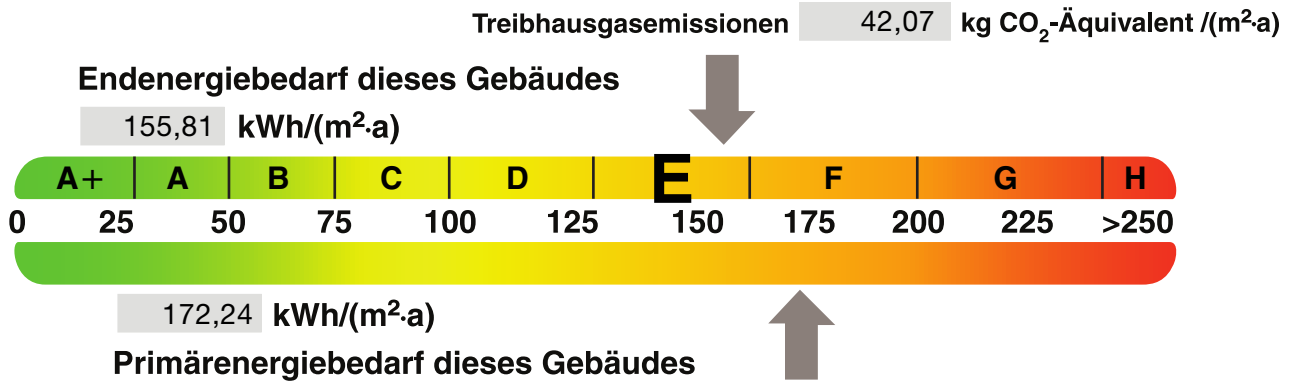 Treibhausgasemissionen 42,07 kg CO₂-Äquivalent /(m²·a)
Endenergiebedarf dieses Gebäudes
155,81 kWh/(m²·a)
A+ A B C D E F G H
0 25 50 75 100 125 150 175 200 225 >250
172,24 kWh/(m²·a)
Primärenergiebedarf dieses Gebäudes